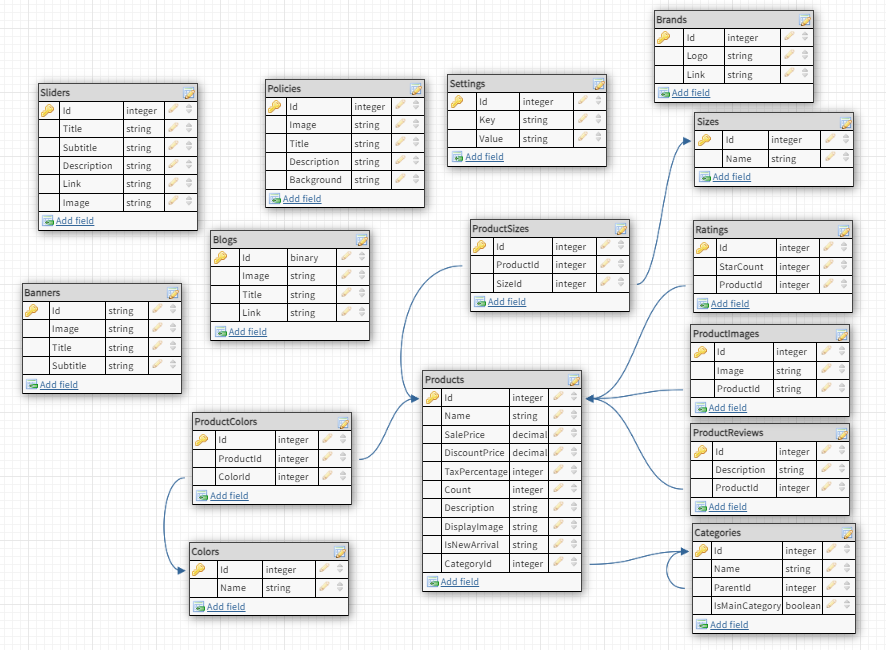 Brands
Id integer
Logo string
Link string
Add field
Sliders
Id integer
Title string
Subtitle string
Description string
Link string
Image string
Add field
Policies
Id integer
Image string
Title string
Description string
Background string
Add field
Settings
Id integer
Key string
Value string
Add field
Sizes
Id integer
Name string
Add field
Blogs
Id binary
Image string
Title string
Link string
Add field
ProductSizes
Id integer
ProductId integer
SizeId integer
Add field
Ratings
Id integer
StarCount integer
ProductId integer
Add field
Banners
Id string
Image string
Title string
Subtitle string
Add field
ProductImages
Id integer
Image string
ProductId integer
Add field
Products
Id integer
Name string
SalePrice decimal
DiscountPrice decimal
TaxPercentage integer
Count integer
Description string
DisplayImage string
IsNewArrival string
CategoryId integer
Add field
ProductColors
Id integer
ProductId integer
ColorId integer
Add field
ProductReviews
Id integer
Description string
ProductId integer
Add field
Colors
Id integer
Name string
Add field
Categories
Id integer
Name string
ParentId integer
IsMainCategory boolean
Add field